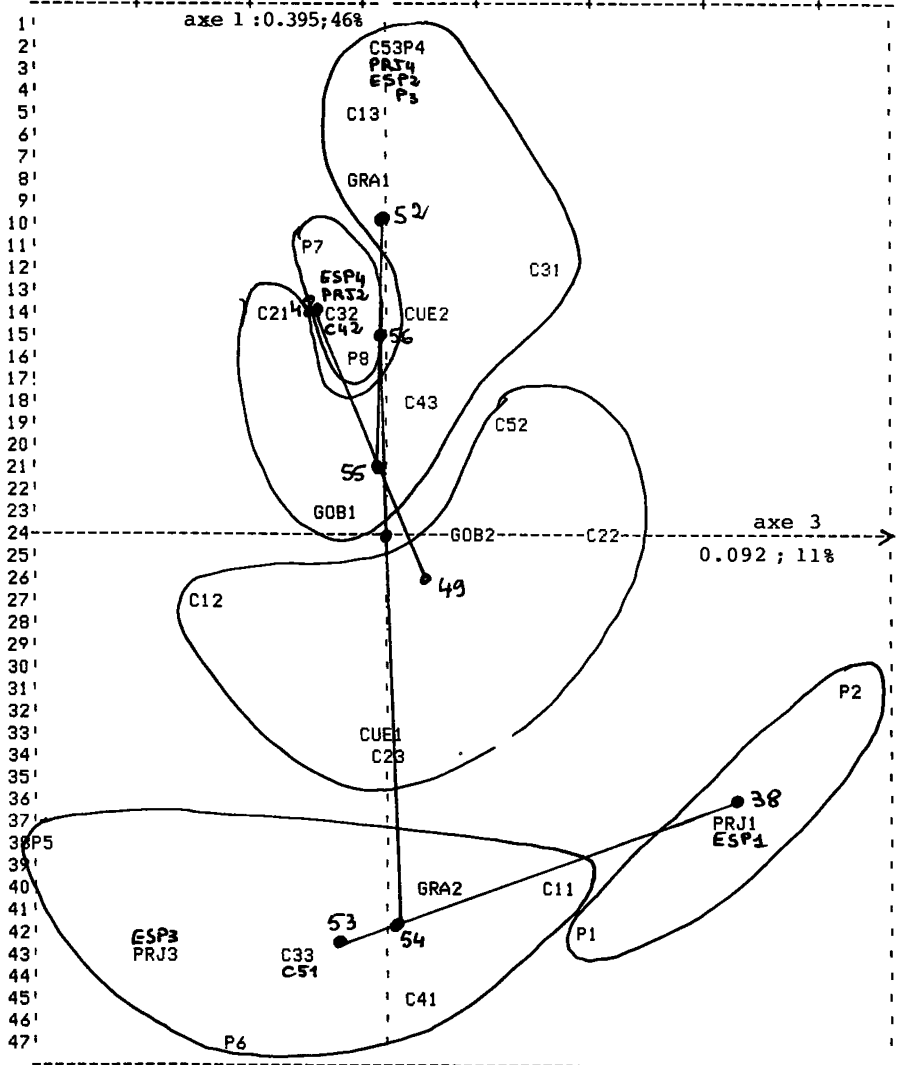 axe 1 :0.395;46%
1'
2' C53P4
3' PRJ4
4' ESP2
P3
5' C13
6'
7'
8' GRA1
9'
10' 52
11' P7
12' C31
13' ESP4
PRJ2
14' C21 C32 CUE2
15' C42 56
16' P8
17!
18' C43
19' C52
20'
21' 55
22'
23' GOB1
24' GOB2 C22 axe 3
25' 0.092 ; 11%
26' 49
27' C12
28'
29'
30'
31' P2
32'
33' CUE1
34' C23
35'
36' 38
37' PRJ1
38P5 ESP1
39'
40' GRA2 C11
41'
42' 53 54 P1
ESP3
43' PRJ3 C33
44' C51
45' C41
46'
47' P6